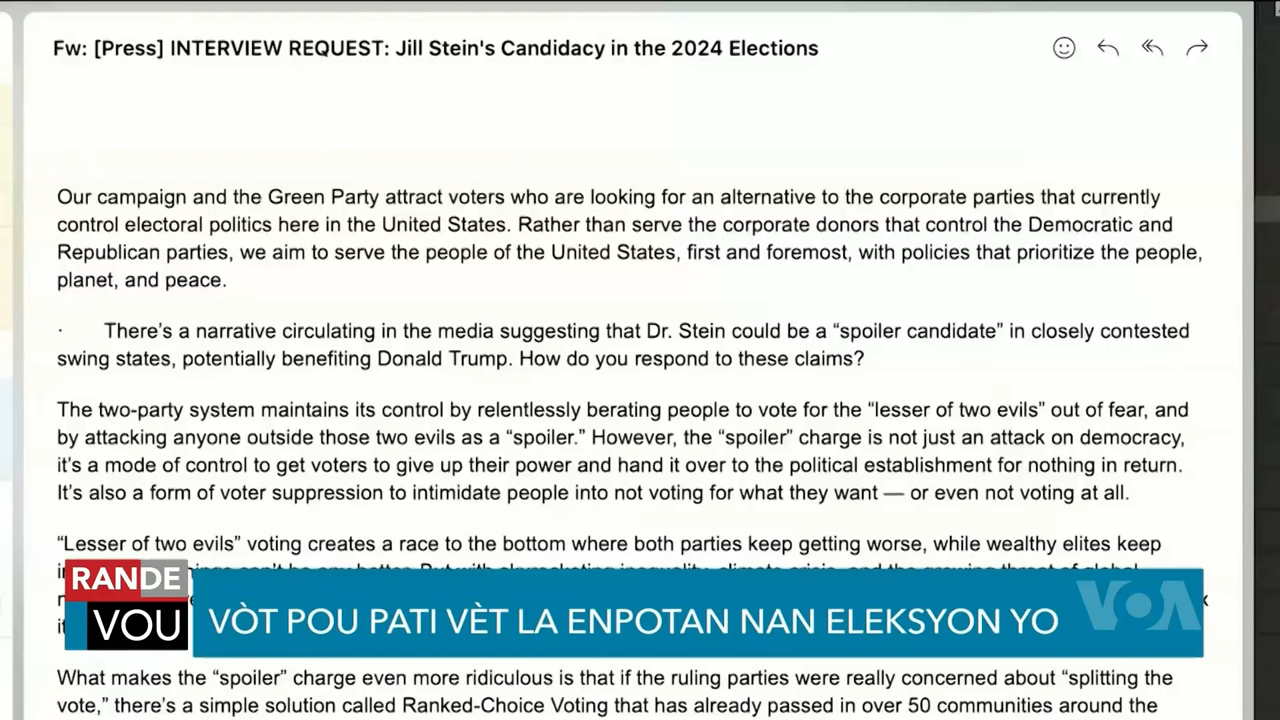 Fw: [Press] INTERVIEW REQUEST: Jill Stein's Candidacy in the 2024 Elections
Our campaign and the Green Party attract voters who are looking for an alternative to the corporate parties that currently
control electoral politics here in the United States. Rather than serve the corporate donors that control the Democratic and
Republican parties, we aim to serve the people of the United States, first and foremost, with policies that prioritize the people,
planet, and peace.
· There’s a narrative circulating in the media suggesting that Dr. Stein could be a “spoiler candidate” in closely contested
swing states, potentially benefiting Donald Trump. How do you respond to these claims?
The two-party system maintains its control by relentlessly berating people to vote for the “lesser of two evils” out of fear, and
by attacking anyone outside those two evils as a “spoiler.” However, the “spoiler” charge is not just an attack on democracy,
it’s a mode of control to get voters to give up their power and hand it over to the political establishment for nothing in return.
It’s also a form of voter suppression to intimidate people into not voting for what they want — or even not voting at all.
“Lesser of two evils” voting creates a race to the bottom where both parties keep getting worse, while wealthy elites keep
RANDE
VOU
VÒT POU PATI VÈT LA ENPOTAN NAN ELEKSYON YO
VOA
What makes the “spoiler” charge even more ridiculous is that if the ruling parties were really concerned about “splitting the
vote,” there’s a simple solution called Ranked-Choice Voting that has already passed in over 50 communities around the